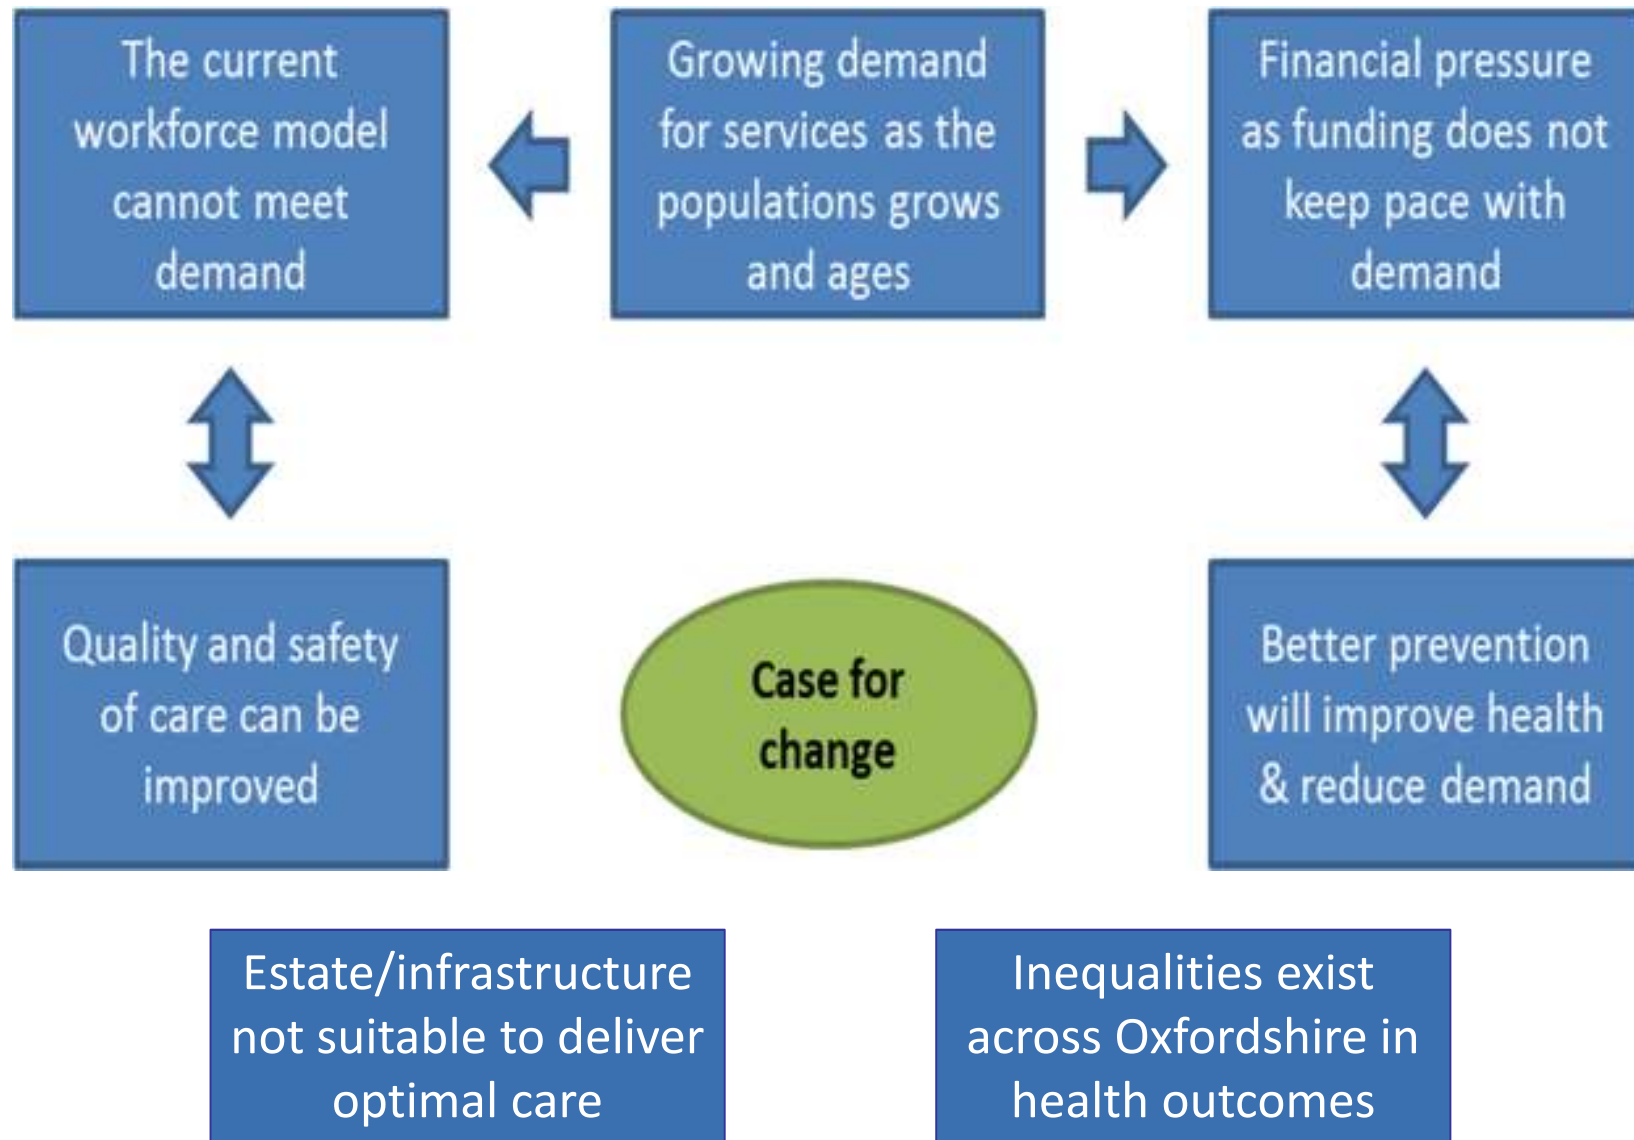 The current
workforce model
cannot meet
demand
Growing demand
for services as the
populations grows
and ages
Financial pressure
as funding does not
keep pace with
demand
Quality and safety
of care can be
improved
Case for
change
Better prevention
will improve health
& reduce demand
Estate/infrastructure
not suitable to deliver
optimal care
Inequalities exist
across Oxfordshire in
health outcomes